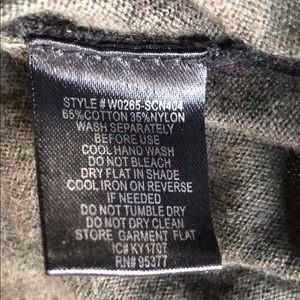 STYLE # W0265-SCN404
65%COTTON 35%NYLON
WASH SEPARATELY
BEFORE USE
COOL HAND WASH
DO NOT BLEACH
DRY FLAT IN SHADE
COOL IRON ON REVERSE
IF NEEDED
DO NOT TUMBLE DRY
DO NOT DRY CLEAN
STORE GARMENT FLAT
IC# KY 1707
RN# 95377